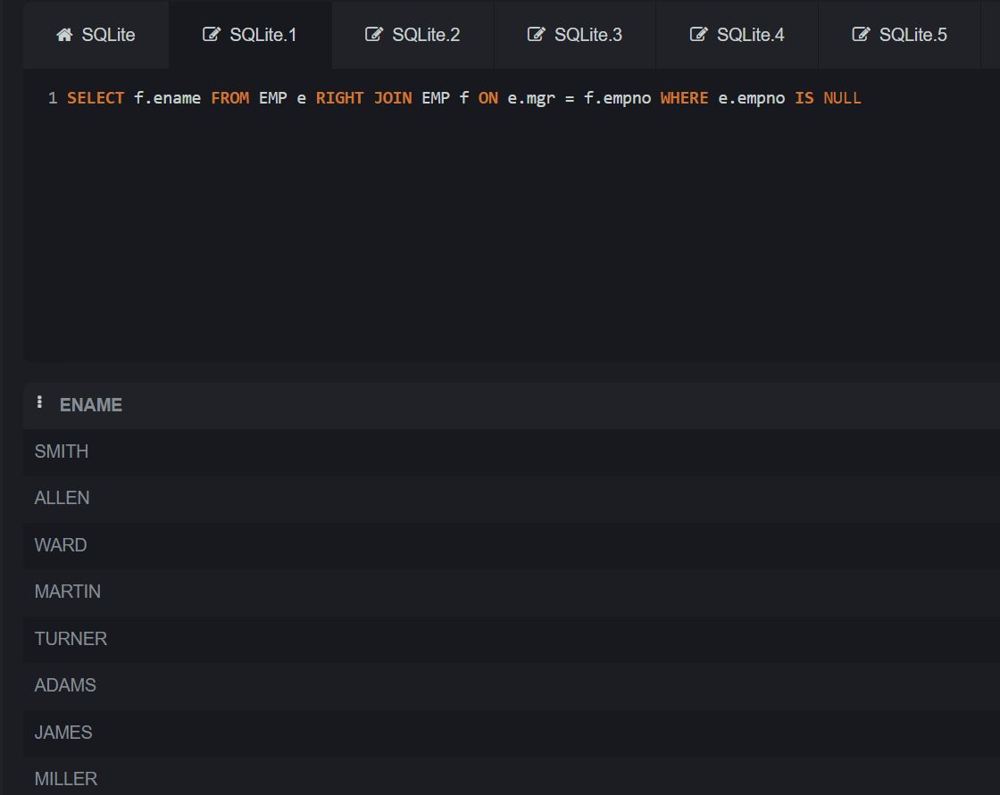 SQLite SQLite.1 SQLite.2 SQLite.3 SQLite.4 SQLite.5
1 SELECT f.ename FROM EMP e RIGHT JOIN EMP f ON e.mgr = f.empno WHERE e.empno IS NULL
ENAME
SMITH
ALLEN
WARD
MARTIN
TURNER
ADAMS
JAMES
MILLER